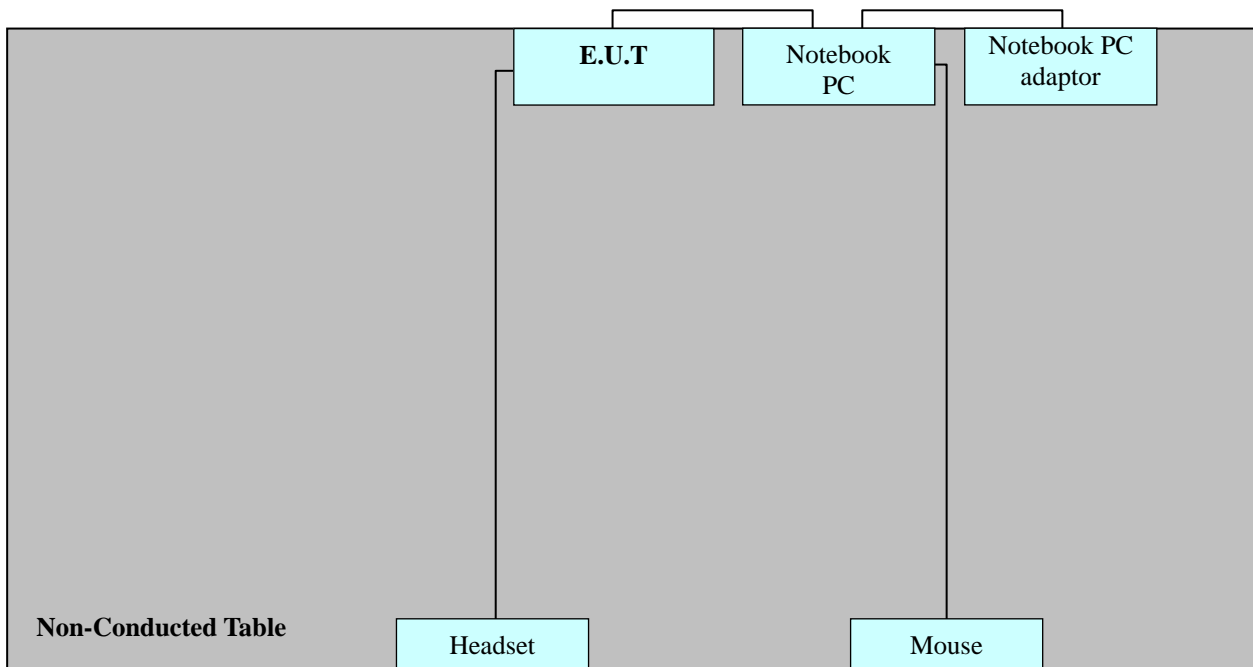 E.U.T
Notebook
PC
Notebook PC
adaptor
Non-Conducted Table
Headset
Mouse